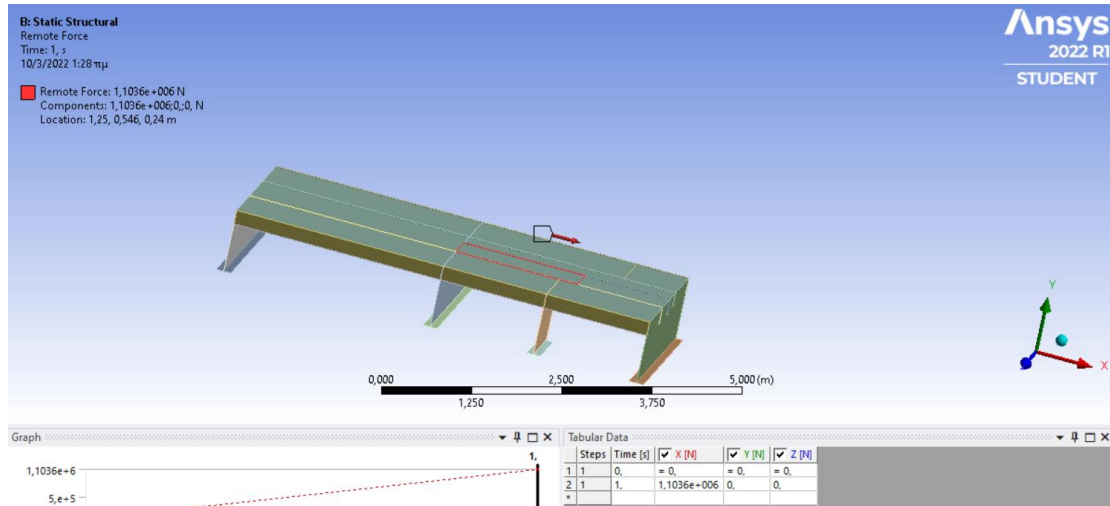 B: Static Structural
Remote Force
Time: 1, s
10/3/2022 1:28 πμ
Remote Force: 1,1036e+006 N
Components: 1,1036e+006;0,;0, N
Location: 1,25, 0,546, 0,24 m
Ansys
2022 R1
STUDENT
Y
X
0,000 2,500 5,000 (m)
1,250 3,750
Graph
Tabular Data
1,
1,1036e+6
5,e+5
Steps Time [s] X [N] Y [N] Z [N]
1 1 0, = 0, = 0, = 0,
2 1 1, 1,1036e+006 0, 0,
*